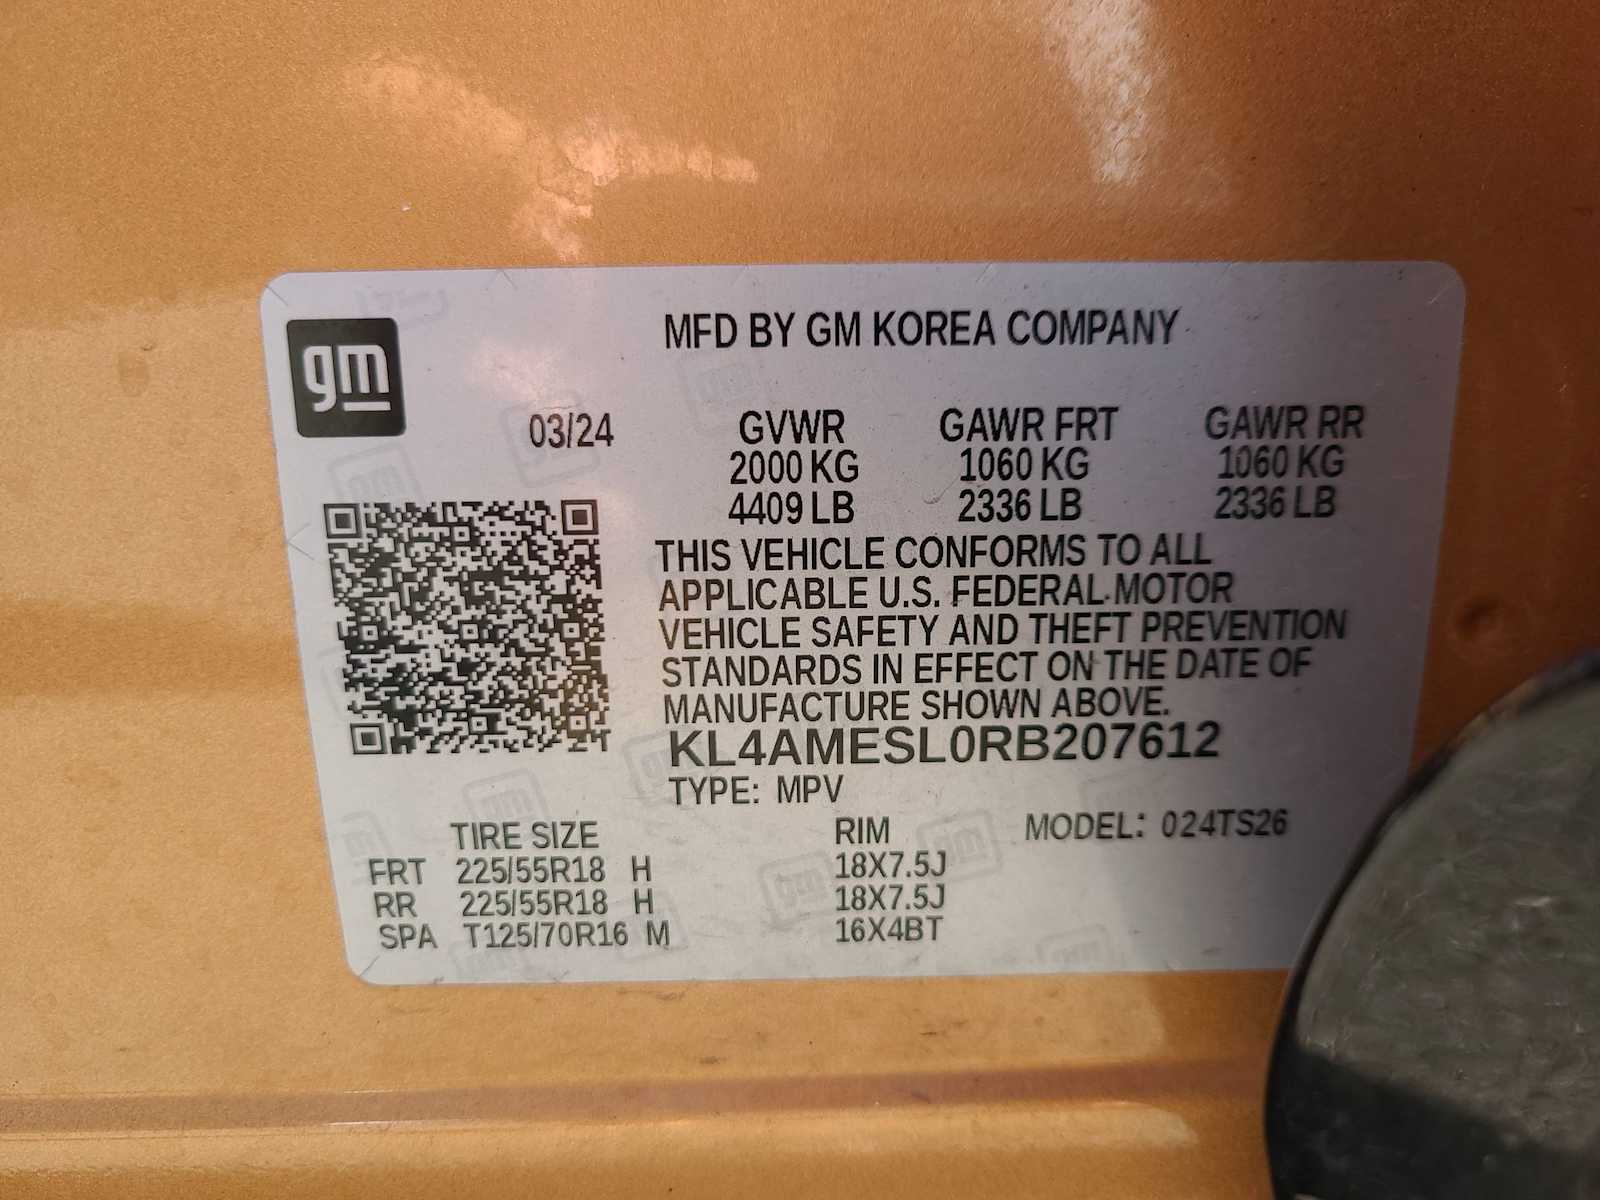 gm
MFD BY GM KOREA COMPANY
03/24 GVWR GAWR FRT GAWR RR
2000 KG 1060 KG 1060 KG
4409 LB 2336 LB 2336 LB
THIS VEHICLE CONFORMS TO ALL
APPLICABLE U.S. FEDERAL MOTOR
VEHICLE SAFETY AND THEFT PREVENTION
STANDARDS IN EFFECT ON THE DATE OF
MANUFACTURE SHOWN ABOVE.
KL4AMESL0RB207612
TYPE: MPV
TIRE SIZE RIM MODEL: 024TS26
FRT 225/55R18 H 18X7.5J
RR 225/55R18 H 18X7.5J
SPA T125/70R16 M 16X4BT